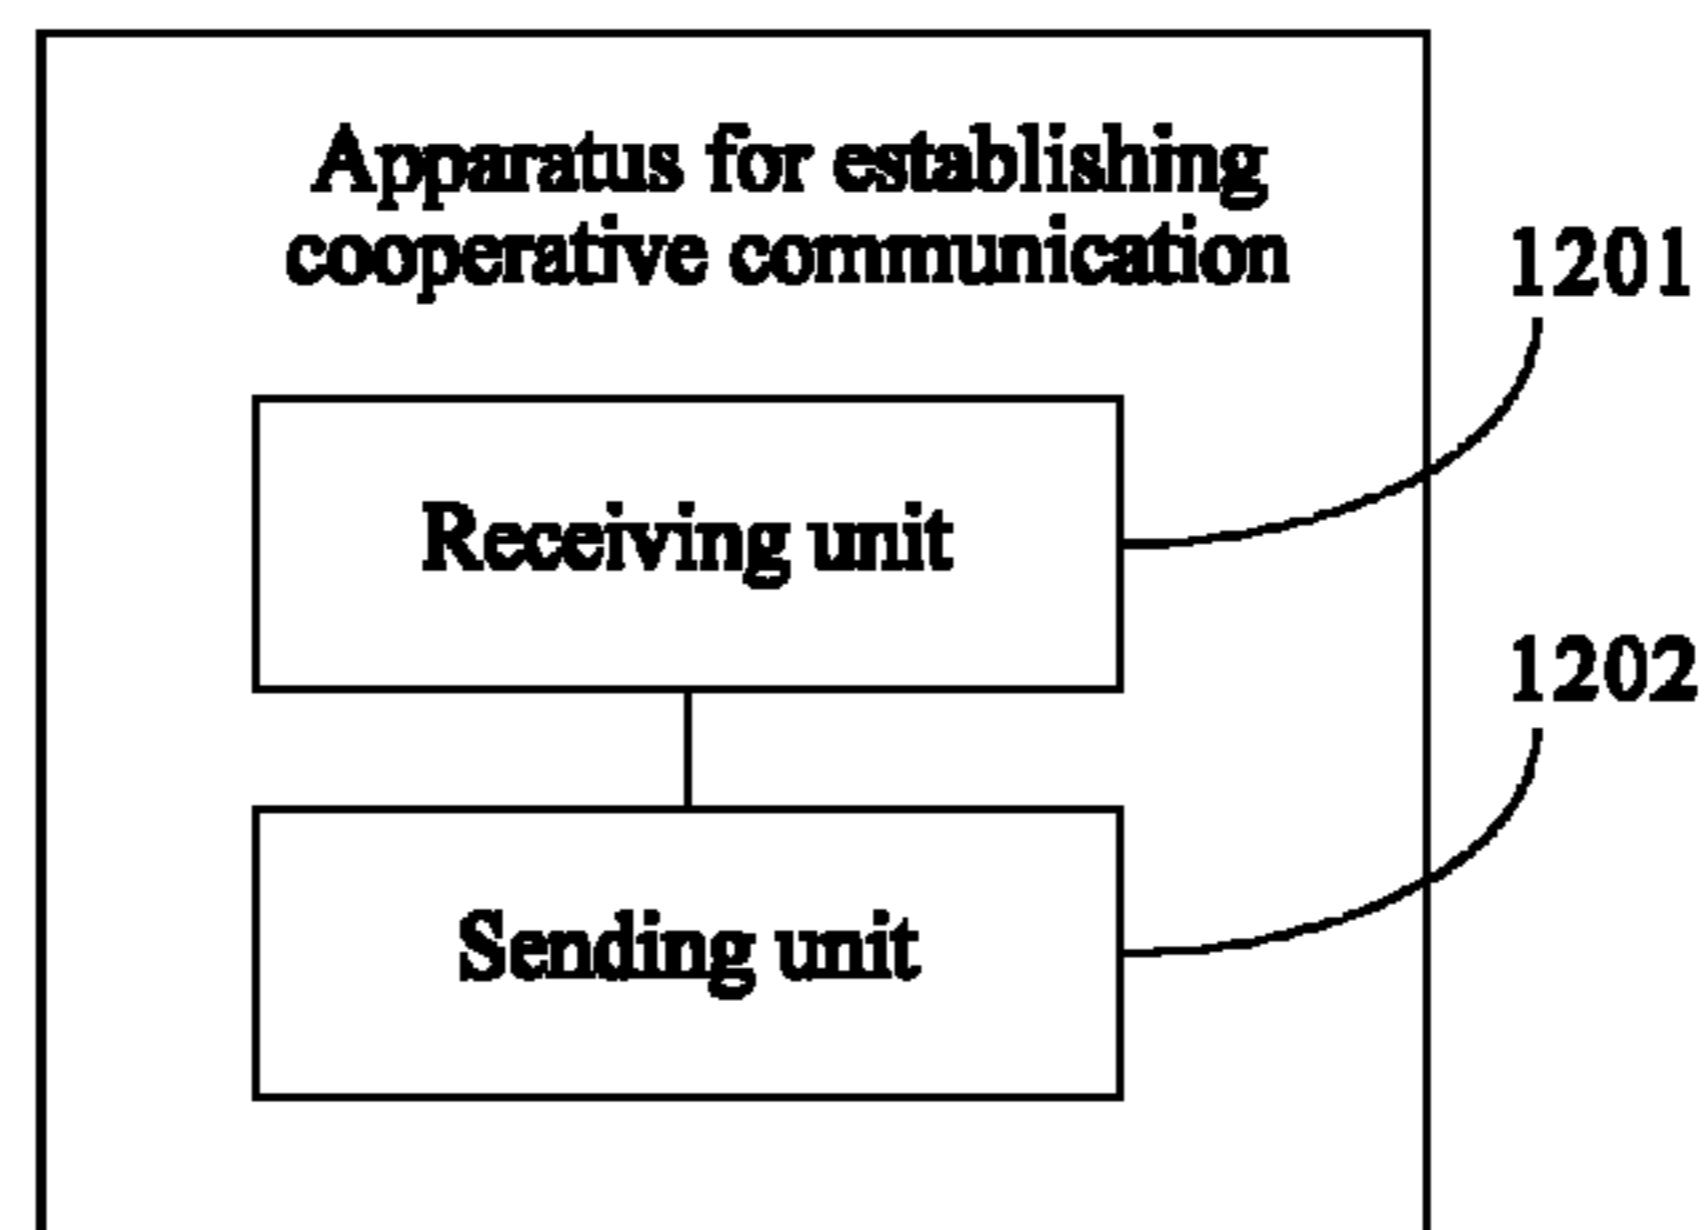 Apparatus for establishing
cooperative communication
1201
Receiving unit
1202
Sending unit